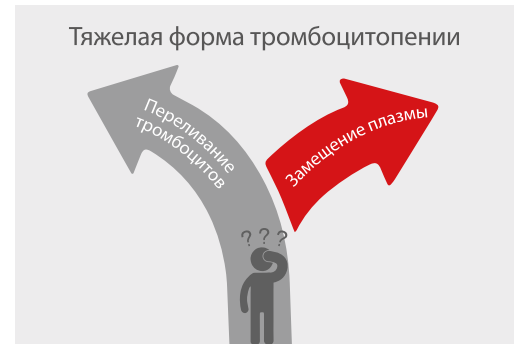 Тяжелая форма тромбоцитопении
Переливание
тромбоцитов
Замещение плазмы
? ? ?